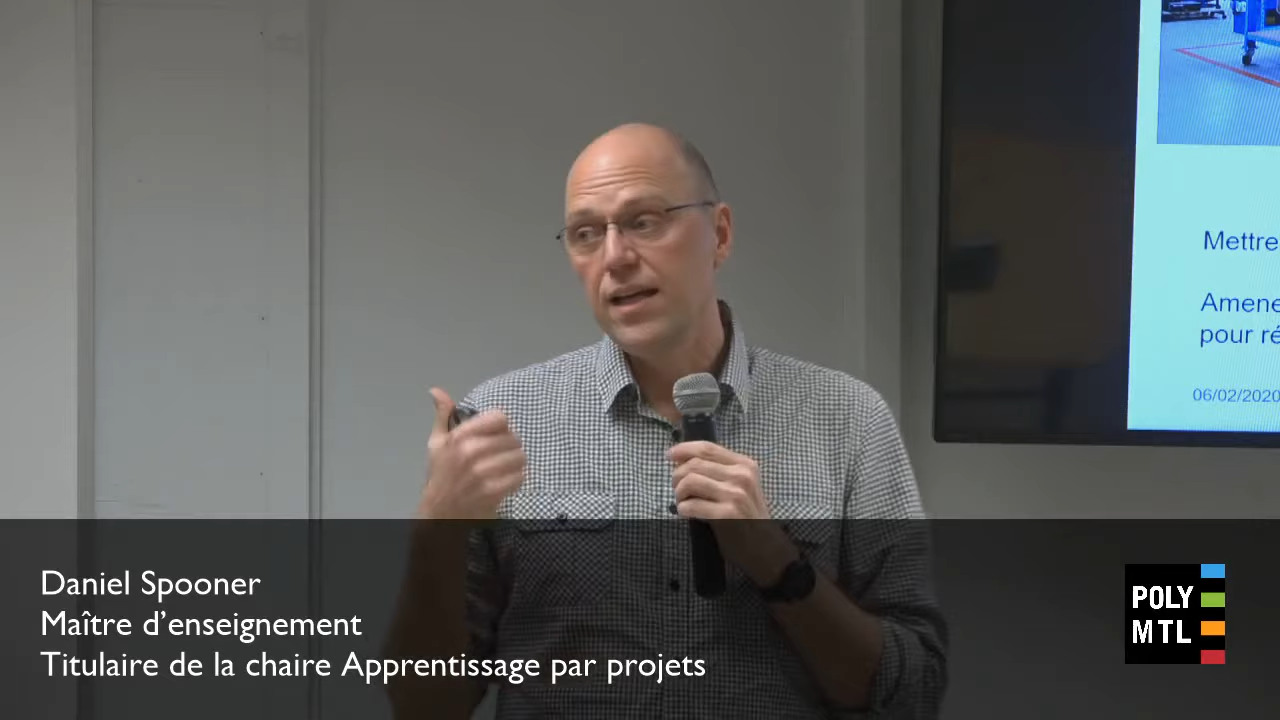 Mettre
Amene
pour ré
06/02/2020
Daniel Spooner
Maître d’enseignement
Titulaire de la chaire Apprentissage par projets
POLY
MTL